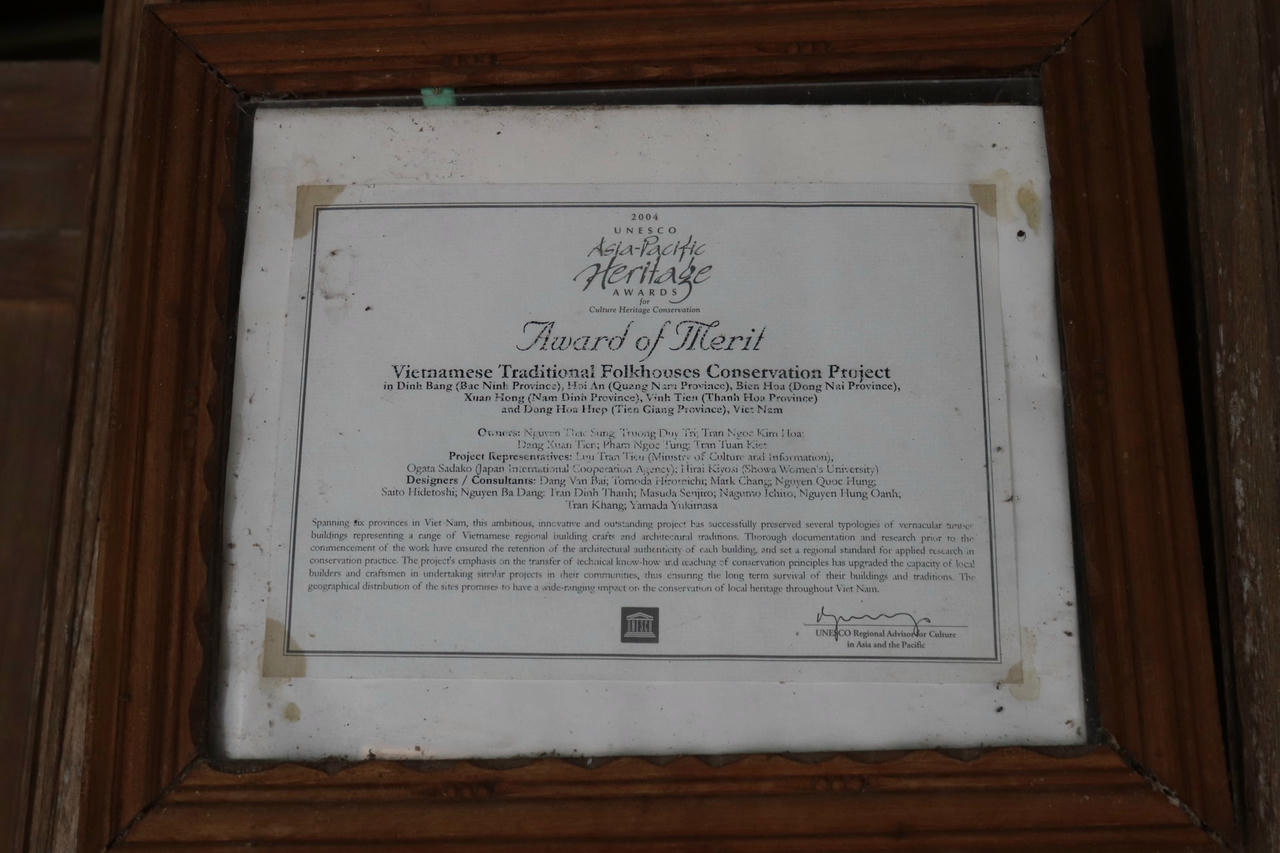 2004
UNESCO
Asia-Pacific
Heritage
AWARDS
for
Culture Heritage Conservation
Award of Merit
Vietnamese Traditional Folkhouses Conservation Project
in Dinh Bang (Bac Ninh Province), Hoi An (Quang Nam Province), Bien Hoa (Dong Nai Province),
Xuan Hong (Nam Dinh Province), Vinh Tien (Thanh Hoa Province)
and Dong Hoa Hiep (Tien Giang Province), Viet Nam
Owners: Nguyen Thac Sung; Truong Duy Tri; Tran Ngoc Kim Hoa;
Dang Xuan Tien; Pham Ngoc Tung; Tran Tuan Kiet
Project Representatives: Luu Tran Tieu (Ministry of Culture and Information),
Ogata Sadako (Japan International Cooperation Agency); Hirai Kiyosi (Showa Women's University)
Designers / Consultants: Dang Van Bai; Tomoda Hiromichi; Mark Chang; Nguyen Quoc Hung;
Saito Hidetoshi; Nguyen Ba Dang; Tran Dinh Thanh; Masuda Senjiro; Nagumo Ichiro, Nguyen Hung Oanh;
Tran Khang; Yamada Yukimasa
Spanning six provinces in Viet Nam, this ambitious, innovative and outstanding project has successfully preserved several typologies of vernacular timber
buildings representing a range of Vietnamese regional building crafts and architectural traditions. Thorough documentation and research prior to the
commencement of the work have ensured the retention of the architectural authenticity of each building, and set a regional standard for applied research in
conservation practice. The project's emphasis on the transfer of technical know-how and teaching of conservation principles has upgraded the capacity of local
builders and craftsmen in undertaking similar projects in their communities, thus ensuring the long term survival of their buildings and traditions. The
geographical distribution of the sites promises to have a wide-ranging impact on the conservation of local heritage throughout Viet Nam.
UNESCO
UNESCO Regional Advisor for Culture
in Asia and the Pacific